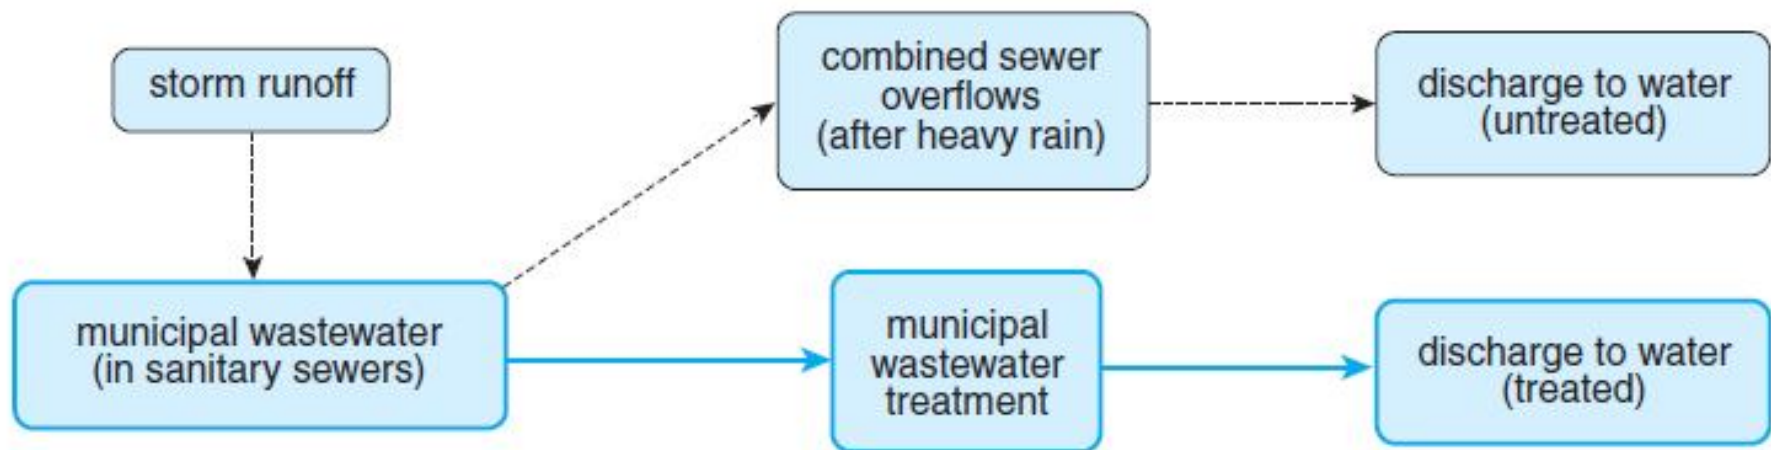 storm runoff
combined sewer
overflows
(after heavy rain)
discharge to water
(untreated)
municipal wastewater
(in sanitary sewers)
municipal
wastewater
treatment
discharge to water
(treated)